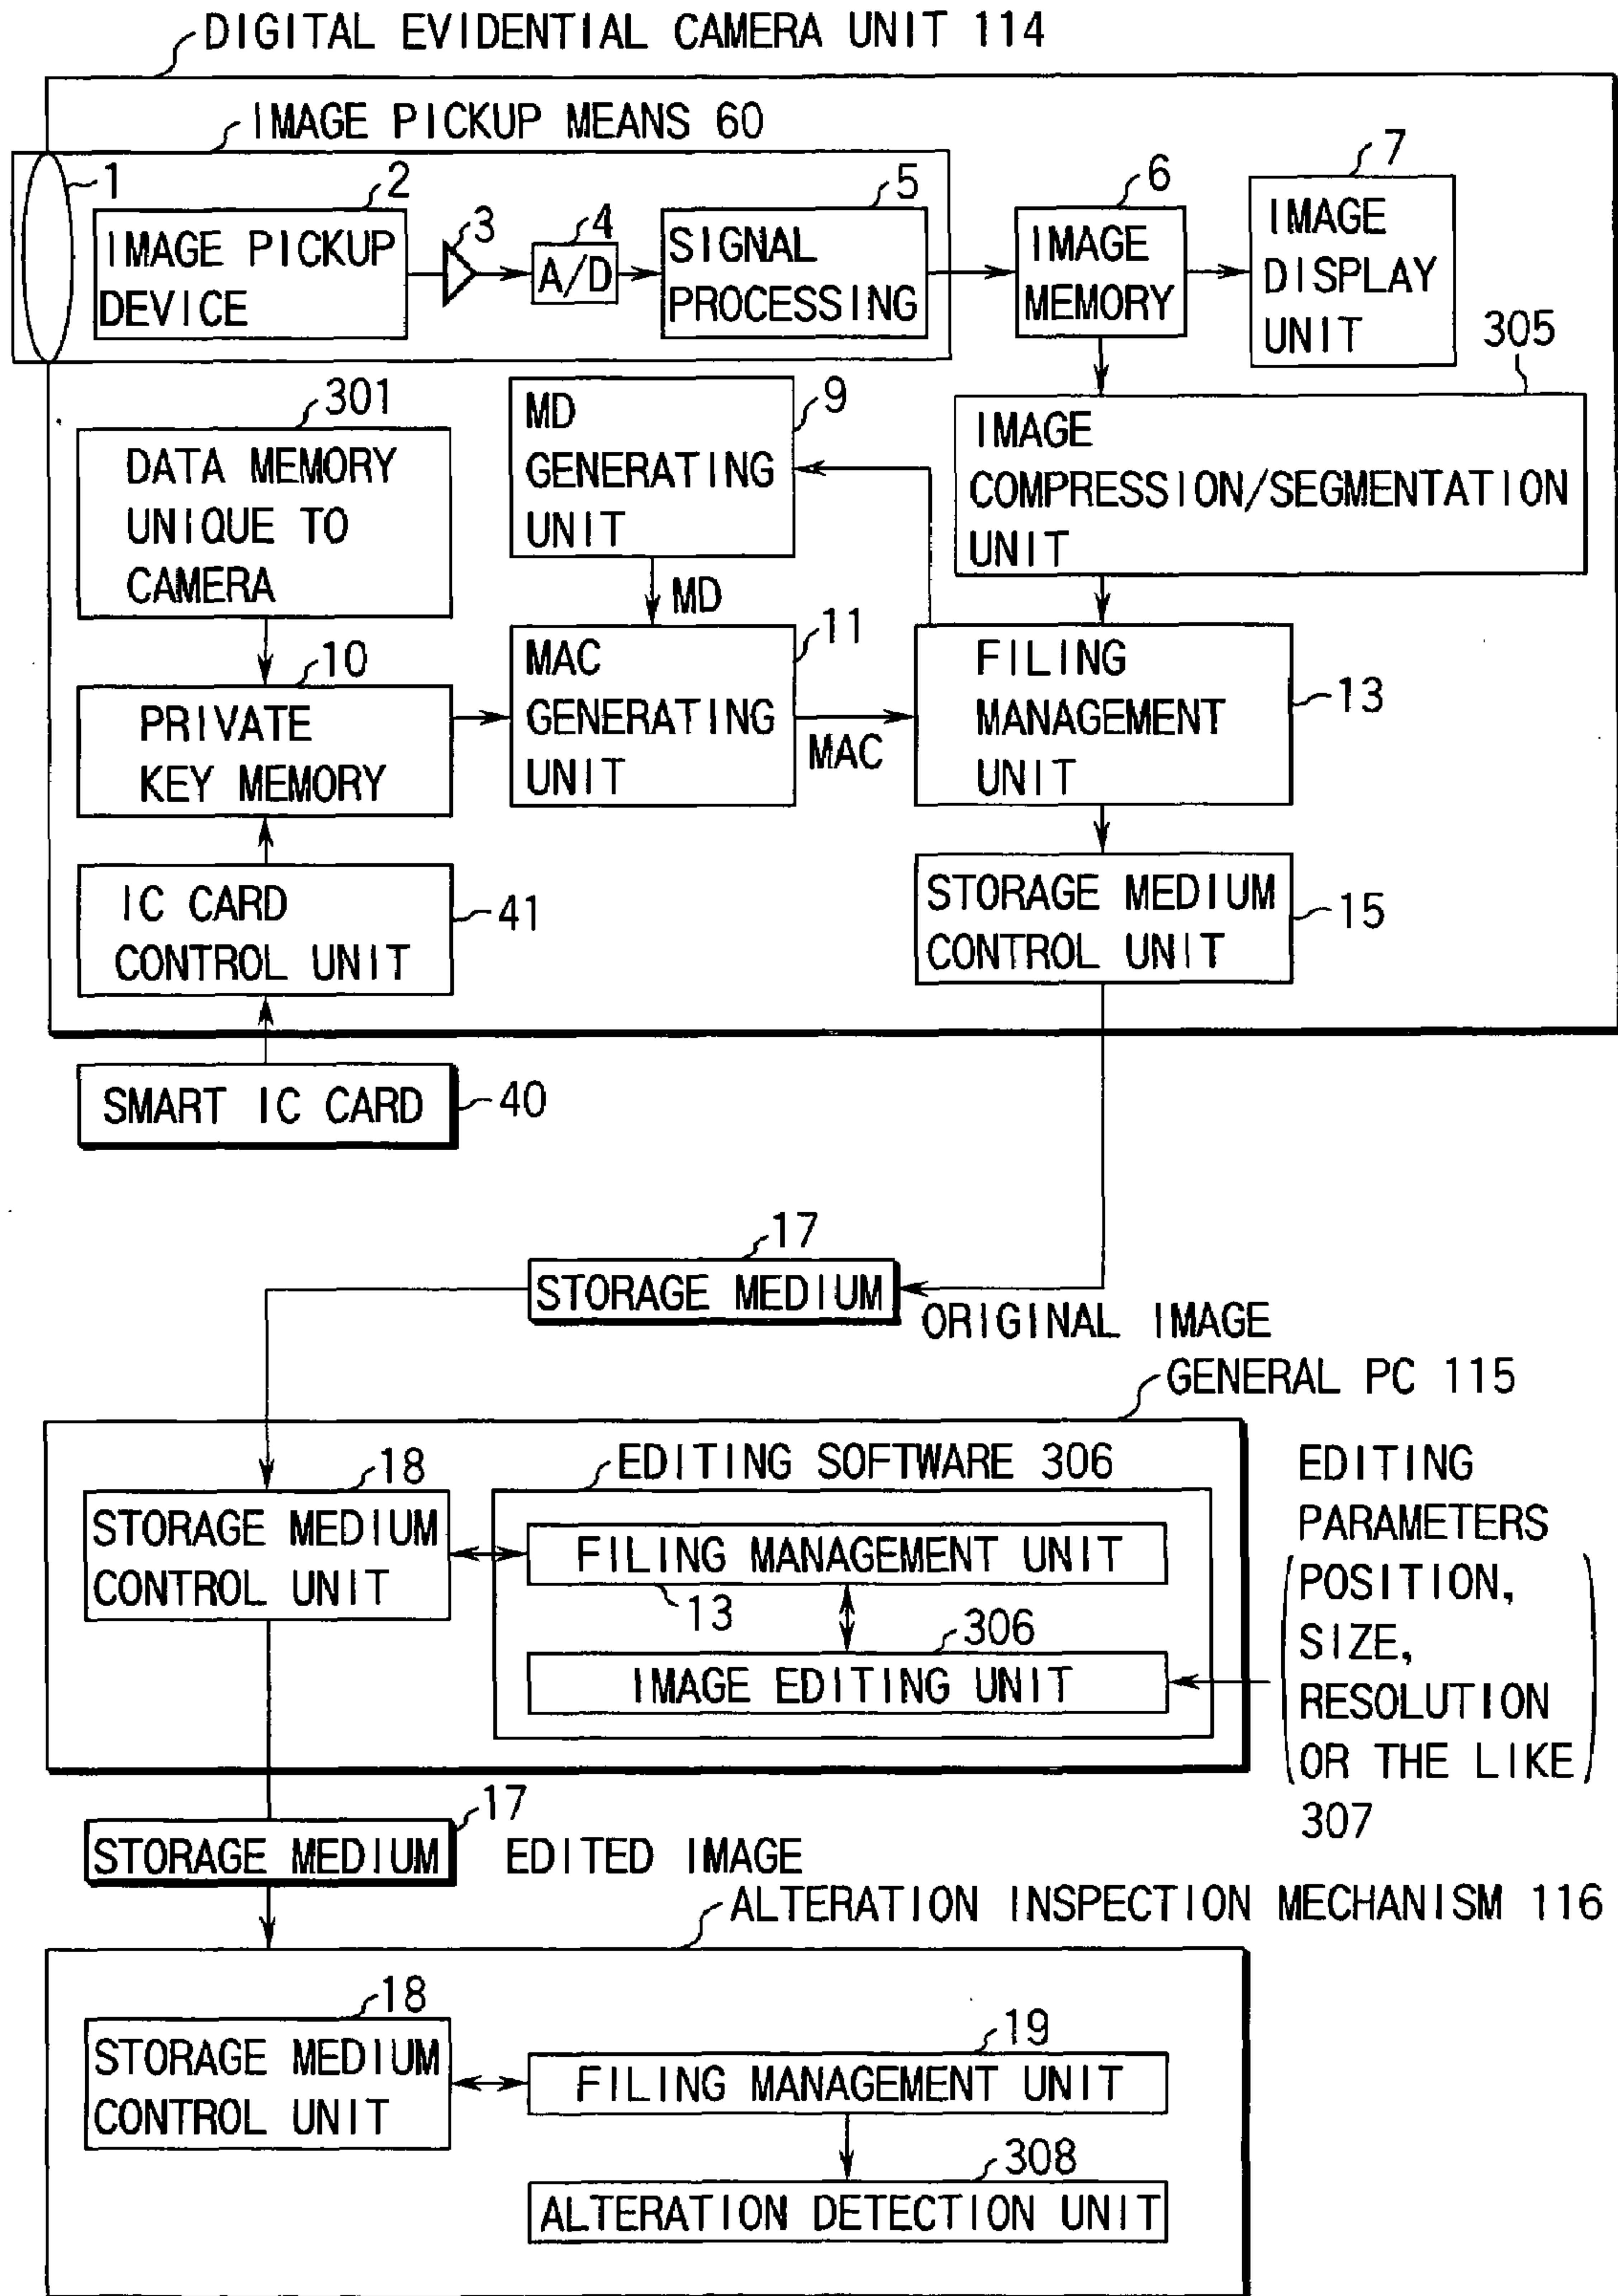 DIGITAL EVIDENTIAL CAMERA UNIT 114
IMAGE PICKUP MEANS 60
1
2
3
4
5
6
7
IMAGE PICKUP
DEVICE
A/D
SIGNAL
PROCESSING
IMAGE
MEMORY
IMAGE
DISPLAY
UNIT
305
301
DATA MEMORY
UNIQUE TO
CAMERA
9
MD
GENERATING
UNIT
IMAGE
COMPRESSION/SEGMENTATION
UNIT
MD
10
PRIVATE
KEY MEMORY
11
MAC
GENERATING
UNIT
MAC
FILING
MANAGEMENT
UNIT
13
IC CARD
CONTROL UNIT
41
STORAGE MEDIUM
CONTROL UNIT
15
SMART IC CARD
40
17
STORAGE MEDIUM
ORIGINAL IMAGE
GENERAL PC 115
EDITING SOFTWARE 306
18
STORAGE MEDIUM
CONTROL UNIT
FILING MANAGEMENT UNIT
13
306
IMAGE EDITING UNIT
EDITING
PARAMETERS
POSITION,
SIZE,
RESOLUTION
OR THE LIKE
307
17
STORAGE MEDIUM
EDITED IMAGE
ALTERATION INSPECTION MECHANISM 116
18
STORAGE MEDIUM
CONTROL UNIT
19
FILING MANAGEMENT UNIT
308
ALTERATION DETECTION UNIT